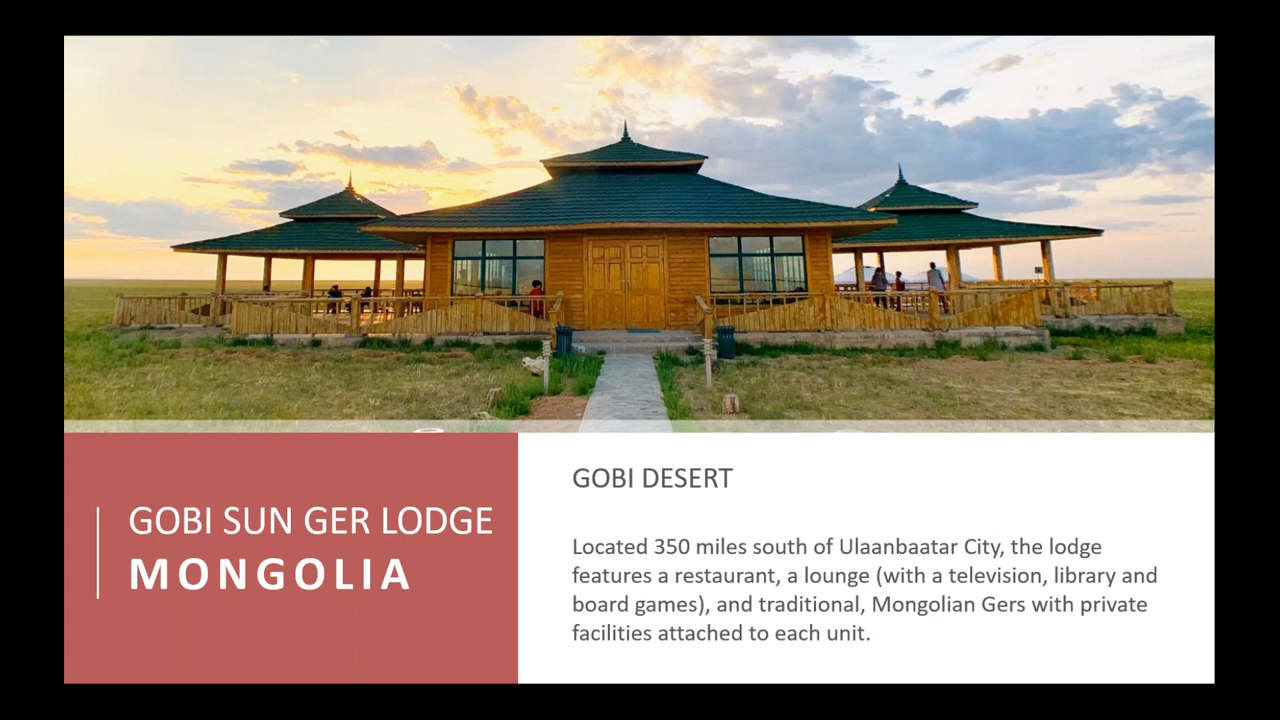 GOBI SUN GER LODGE
MONGOLIA
GOBI DESERT
Located 350 miles south of Ulaanbaatar City, the lodge
features a restaurant, a lounge (with a television, library and
board games), and traditional, Mongolian Gers with private
facilities attached to each unit.